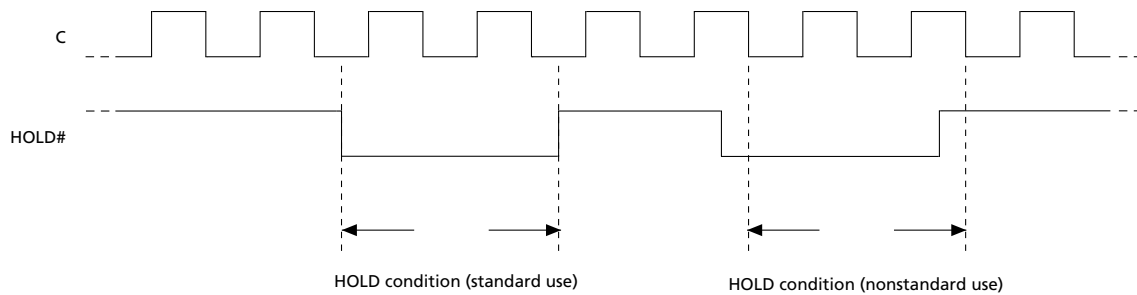 C
HOLD#
HOLD condition (standard use)
HOLD condition (nonstandard use)